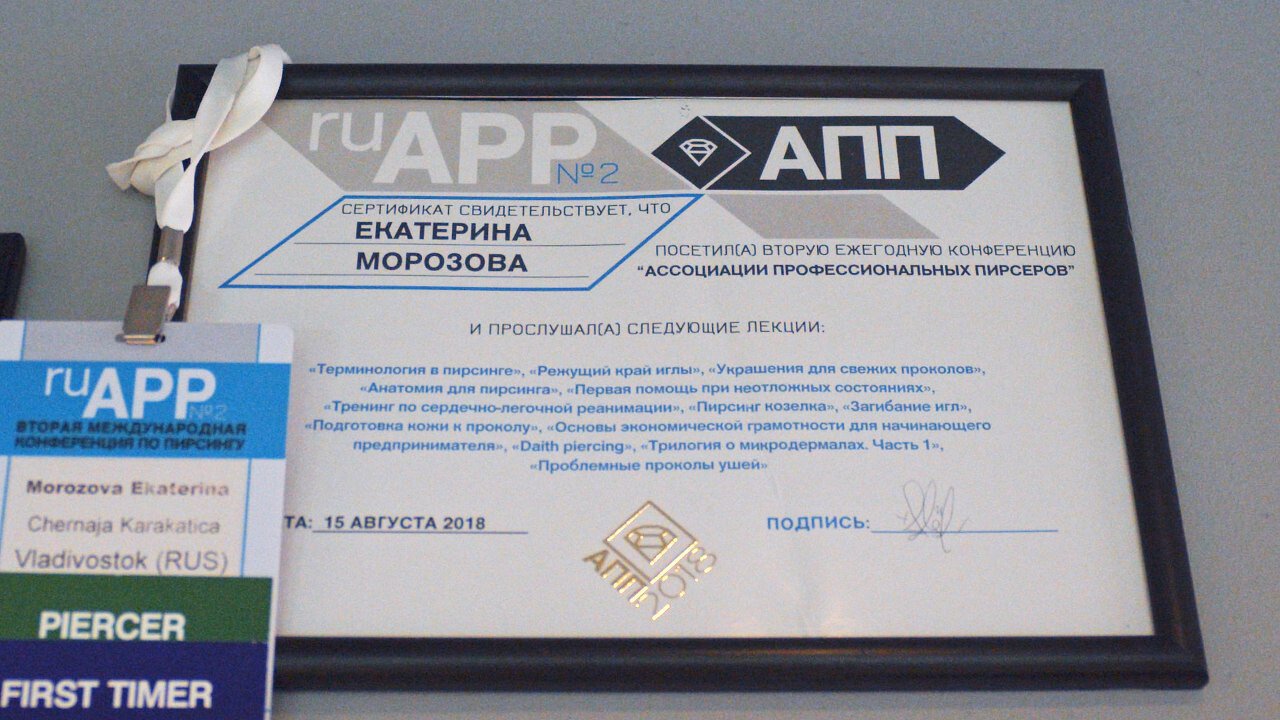 ruAPP №2
АПП
СЕРТИФИКАТ СВИДЕТЕЛЬСТВУЕТ, ЧТО
ЕКАТЕРИНА
МОРОЗОВА
ПОСЕТИЛ(А) ВТОРУЮ ЕЖЕГОДНУЮ КОНФЕРЕНЦИЮ
“АССОЦИАЦИИ ПРОФЕССИОНАЛЬНЫХ ПИРСЕРОВ”
И ПРОСЛУШАЛ(А) СЛЕДУЮЩИЕ ЛЕКЦИИ:
«Терминология в пирсинге», «Режущий край иглы», «Украшения для свежих проколов»,
«Анатомия для пирсинга», «Первая помощь при неотложных состояниях»,
«Тренинг по сердечно-легочной реанимации», «Пирсинг козелка», «Загибание игл»,
«Подготовка кожи к проколу», «Основы экономической грамотности для начинающего
предпринимателя», «Daith piercing», «Трилогия о микродермалах. Часть 1»,
«Проблемные проколы ушей»
ТА: 15 АВГУСТА 2018
ПОДПИСЬ:
АПП 2018
ruAPP №2
ВТОРАЯ МЕЖДУНАРОДНАЯ
КОНФЕРЕНЦИЯ ПО ПИРСИНГУ
Morozova Ekaterina
Chernaja Karakatica
Vladivostok (RUS)
PIERCER
FIRST TIMER